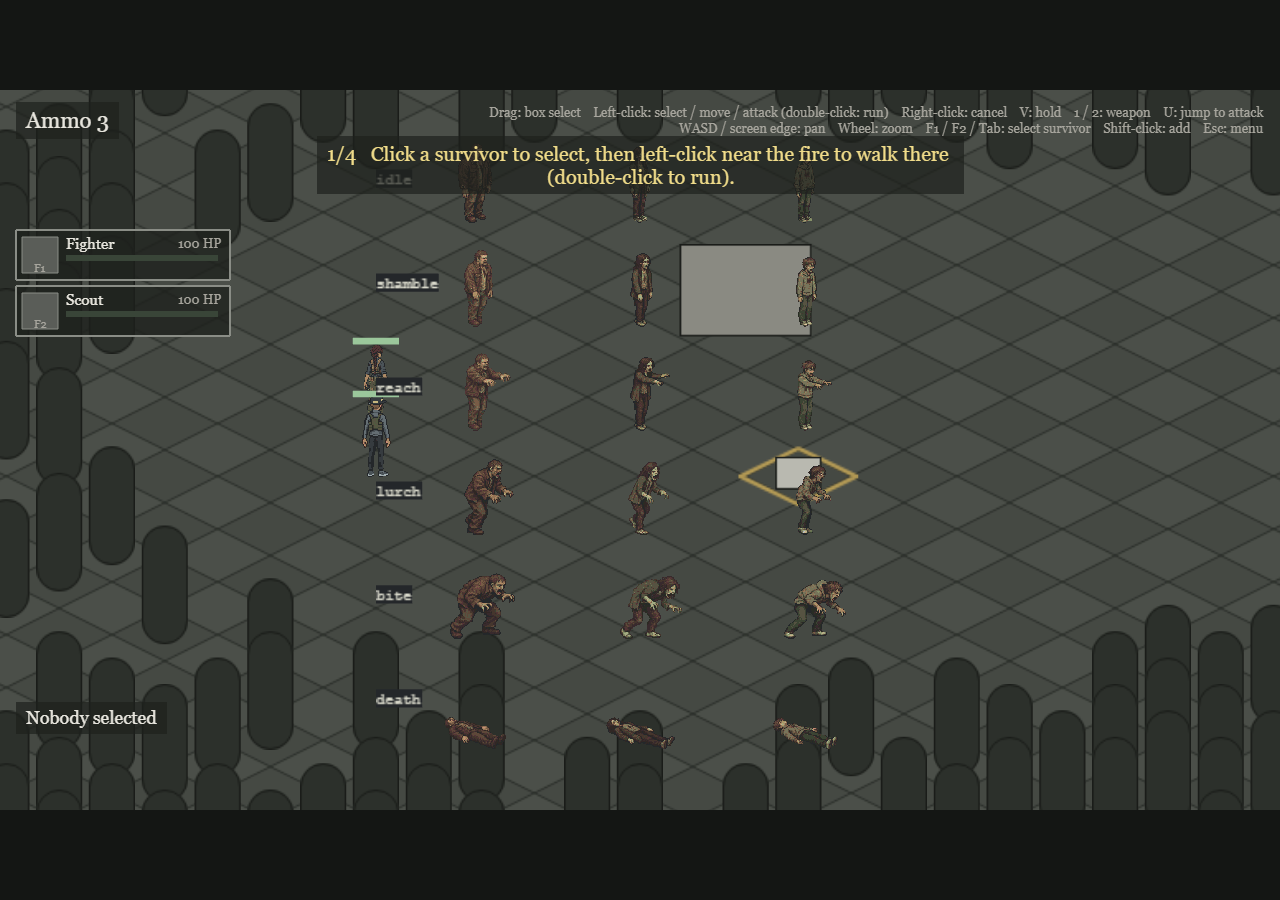 Ammo 3
Drag: box select Left-click: select / move / attack (double-click: run) Right-click: cancel V: hold 1 / 2: weapon U: jump to attack
WASD / screen edge: pan Wheel: zoom F1 / F2 / Tab: select survivor Shift-click: add Esc: menu
1/4 Click a survivor to select, then left-click near the fire to walk there
(double-click to run).
idle
Fighter 100 HP
F1
shamble
Scout 100 HP
F2
reach
lurch
bite
death
Nobody selected